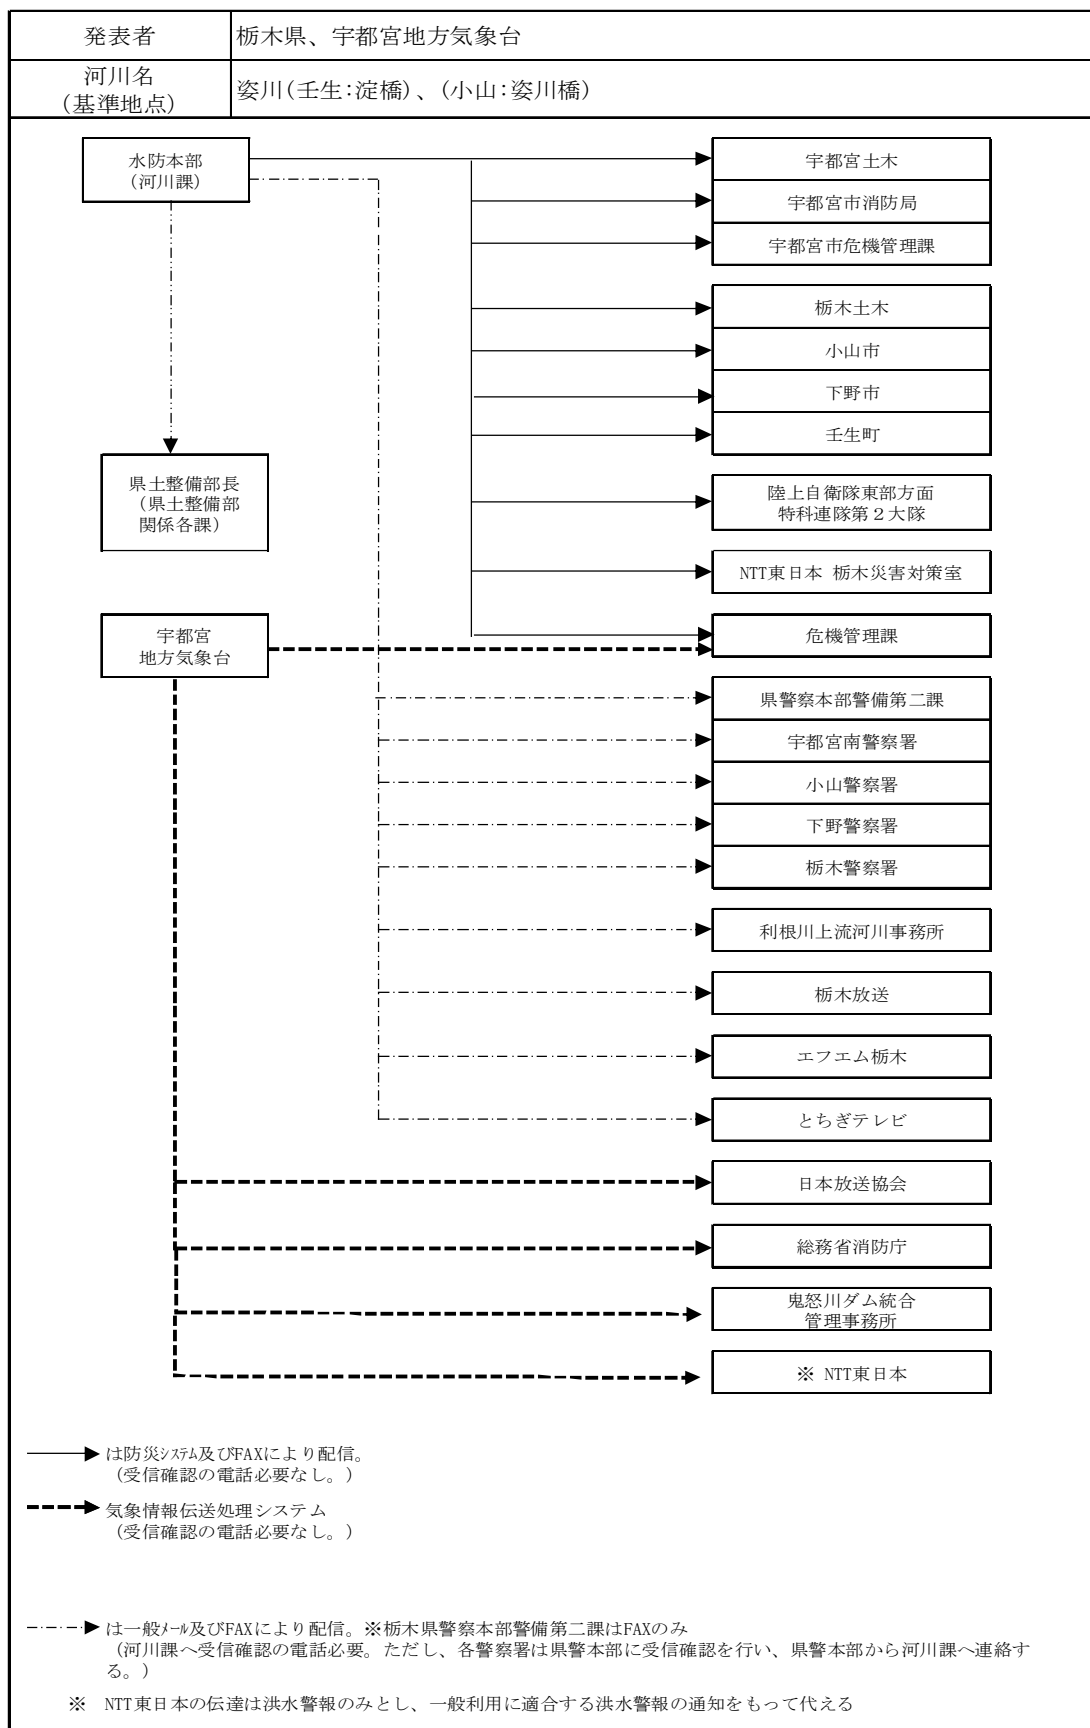 発表者
栃木県、宇都宮地方気象台
河川名
(基準地点)
姿川(壬生:淀橋)、(小山:姿川橋)
水防本部
(河川課)
宇都宮土木
宇都宮市消防局
宇都宮市危機管理課
栃木土木
小山市
下野市
壬生町
県土整備部長
(県土整備部
関係各課)
陸上自衛隊東部方面
特科連隊第２大隊
NTT東日本 栃木災害対策室
宇都宮
地方気象台
危機管理課
県警察本部警備第二課
宇都宮南警察署
小山警察署
下野警察署
栃木警察署
利根川上流河川事務所
栃木放送
エフエム栃木
とちぎテレビ
日本放送協会
総務省消防庁
鬼怒川ダム統合
管理事務所
※ NTT東日本
は防災ｼｽﾃﾑ及びFAXにより配信。
(受信確認の電話必要なし。)
気象情報伝送処理システム
(受信確認の電話必要なし。)
は一般ﾒｰﾙ及びFAXにより配信。※栃木県警察本部警備第二課はFAXのみ
(河川課へ受信確認の電話必要。ただし、各警察署は県警本部に受信確認を行い、県警本部から河川課へ連絡す
る。)
※　NTT東日本の伝達は洪水警報のみとし、一般利用に適合する洪水警報の通知をもって代える